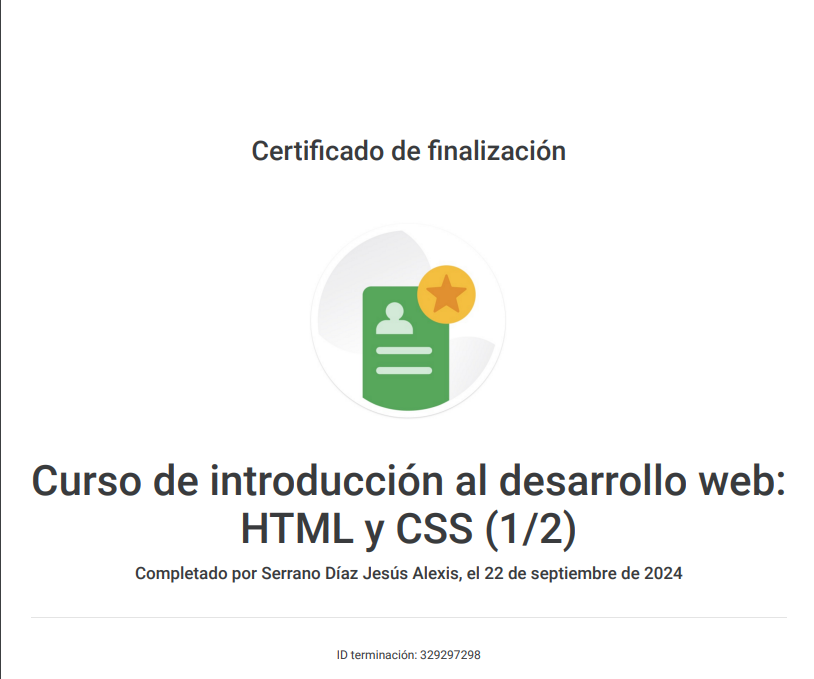 Certificado de finalización
Curso de introducción al desarrollo web:
HTML y CSS (1/2)
Completado por Serrano Díaz Jesús Alexis, el 22 de septiembre de 2024
ID terminación: 329297298